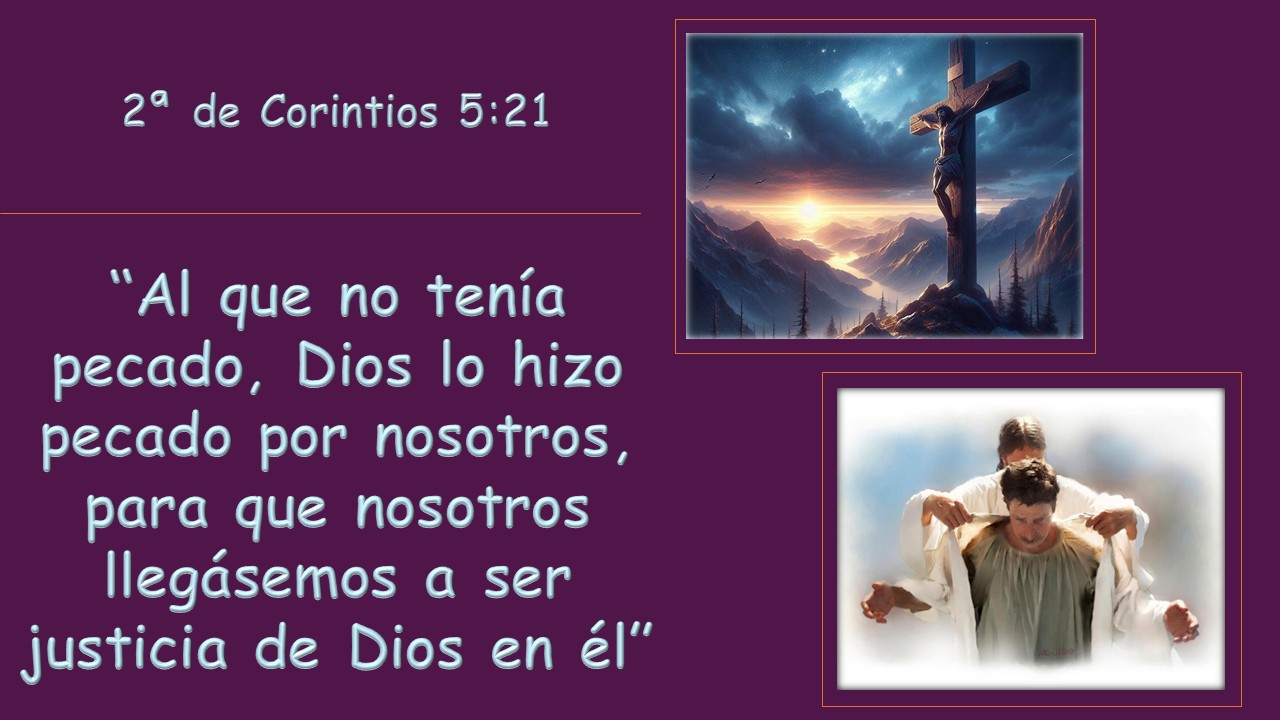 2ª de Corintios 5:21
“Al que no tenía
pecado, Dios lo hizo
pecado por nosotros,
para que nosotros
llegásemos a ser
justicia de Dios en él”